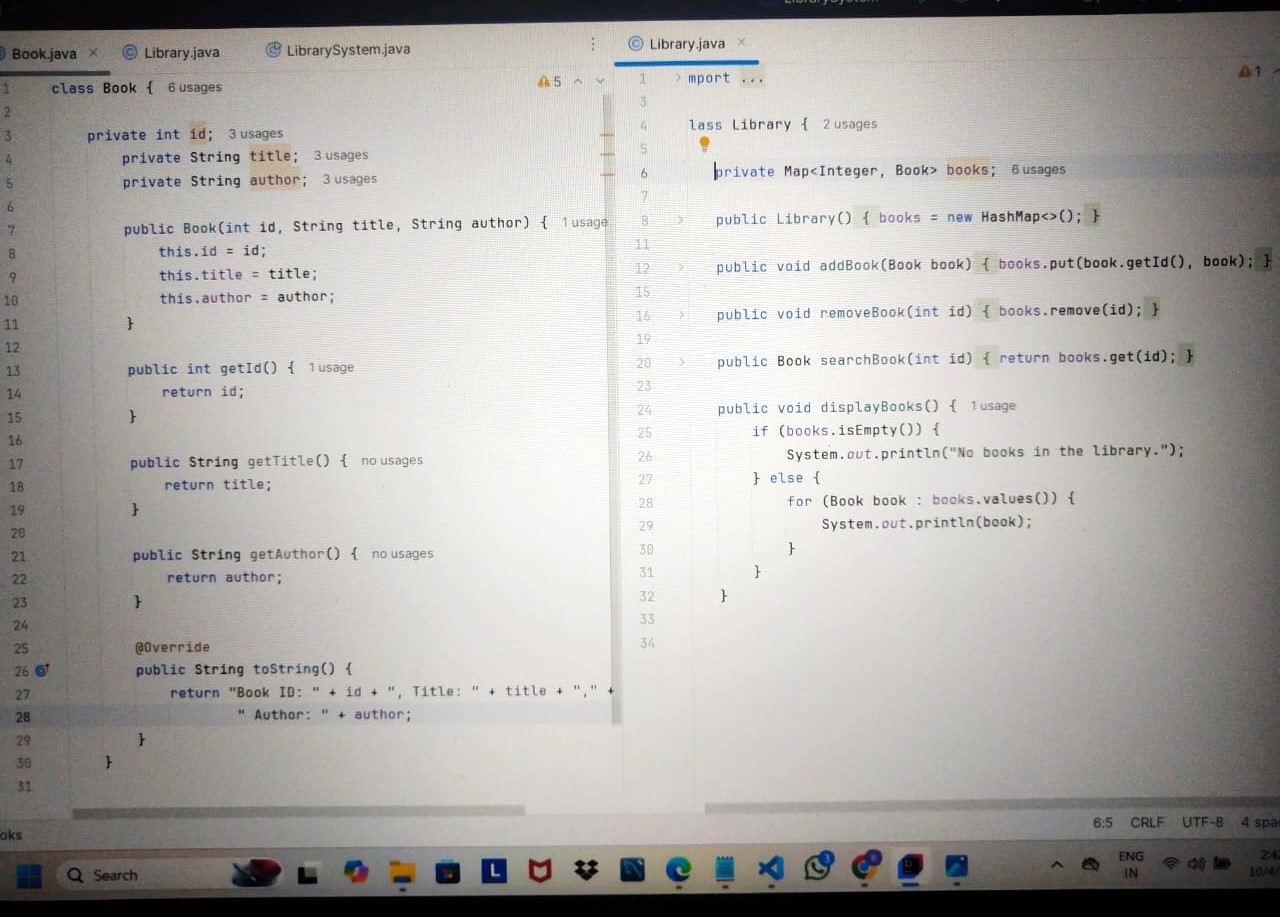 Book.java × Library.java LibrarySystem.java
class Book { 6 usages
5
1
2
3 private int id; 3 usages
4 private String title; 3 usages
5 private String author; 3 usages
6
7 public Book(int id, String title, String author) { 1 usage
8 this.id = id;
9 this.title = title;
10 this.author = author;
11 }
12
13 public int getId() { 1 usage
14 return id;
15 }
16
17 public String getTitle() { no usages
18 return title;
19 }
20
21 public String getAuthor() { no usages
22 return author;
23 }
24
25 @Override
26 public String toString() {
27 return "Book ID: " + id + ", Title: " + title + "," +
28 " Author: " + author;
29 }
30 }
31
Library.java ×
1 mport ...
1
3
4 lass Library { 2 usages
5
6 private Map<Integer, Book> books; 6 usages
7
8 public Library() { books = new HashMap<>(); }
11
12 public void addBook(Book book) { books.put(book.getId(), book); }
15
16 public void removeBook(int id) { books.remove(id); }
19
20 public Book searchBook(int id) { return books.get(id); }
23
24 public void displayBooks() { 1 usage
25 if (books.isEmpty()) {
26 System.out.println("No books in the library.");
27 } else {
28 for (Book book : books.values()) {
29 System.out.println(book);
30 }
31 }
32 }
33
34
oks
6:5 CRLF UTF-8 4 spa
Search
L
3
ENG
IN